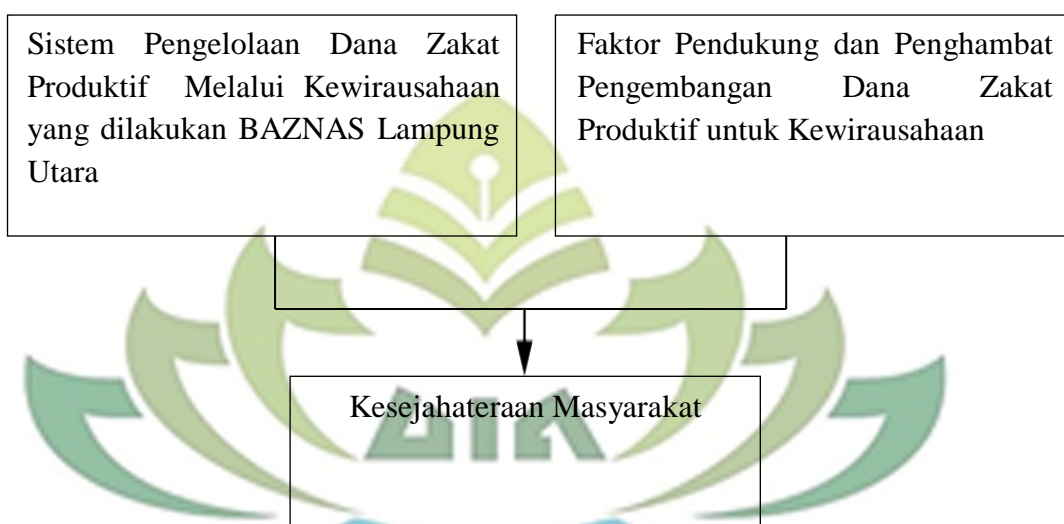 Sistem Pengelolaan Dana Zakat
Produktif Melalui Kewirausahaan
yang dilakukan BAZNAS Lampung
Utara
Faktor Pendukung dan Penghambat
Pengembangan Dana Zakat
Produktif untuk Kewirausahaan
Kesejahateraan Masyarakat